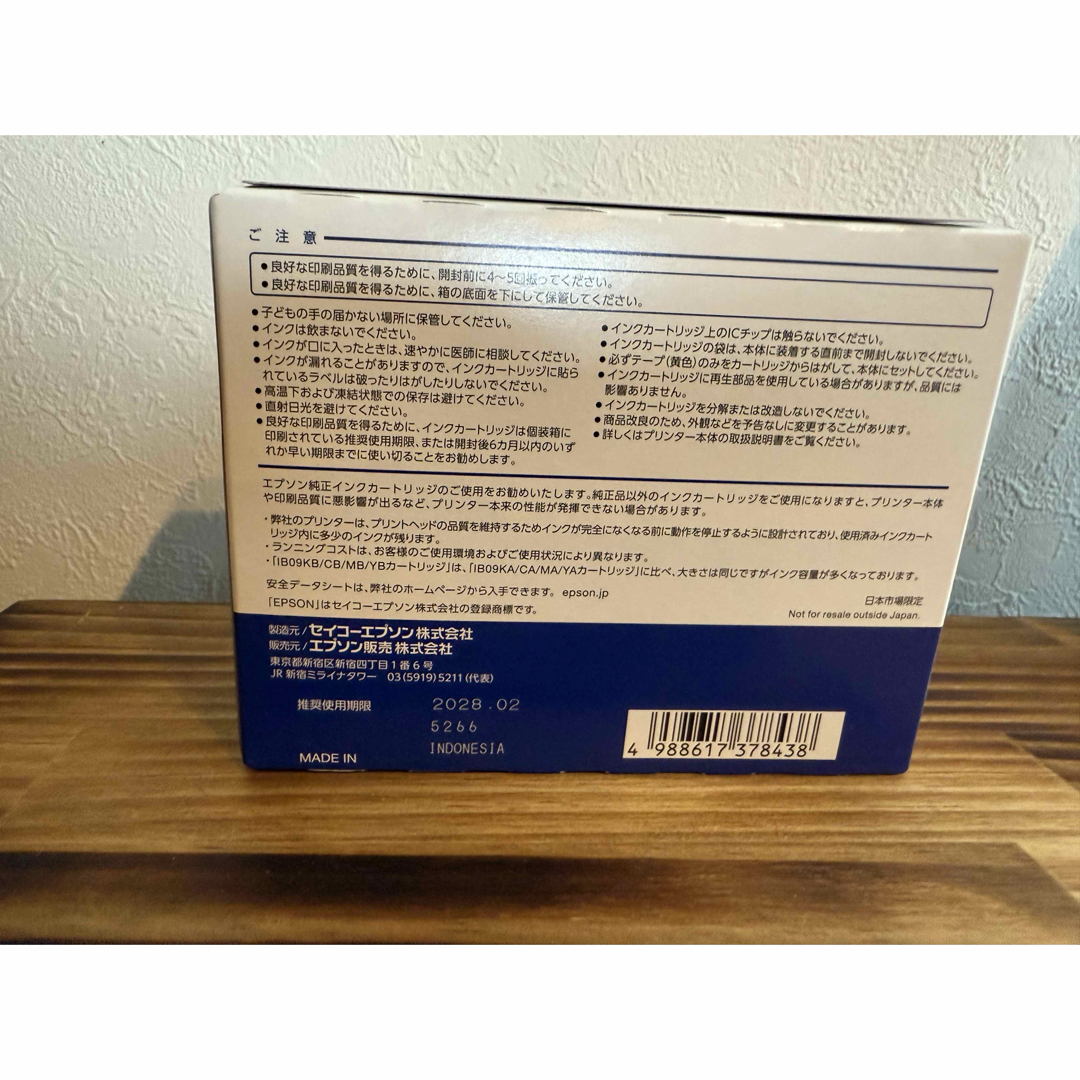 ご注意
●良好な印刷品質を得るために、開封前に4～5回振ってください。
●良好な印刷品質を得るために、箱の底面を下にして保管してください。
●子どもの手の届かない場所に保管してください。
●インクは飲まないでください。
●インクが口に入ったときは、速やかに医師に相談してください。
●インクが漏れることがありますので、インクカートリッジに貼ら
れているラベルは破ったりはがしたりしないでください。
●高温下および凍結状態での保存は避けてください。
●直射日光を避けてください。
●良好な印刷品質を得るために、インクカートリッジは個装箱に
印刷されている推奨使用期限、または開封後6カ月以内のいず
れか早い期限までに使い切ることをお勧めします。
●インクカートリッジ上のICチップは触らないでください。
●インクカートリッジの袋は、本体に装着する直前まで開封しないでください。
●必ずテープ(黄色)のみをカートリッジからはがして、本体にセットしてください。
●インクカートリッジに再生部品を使用している場合がありますが、品質には
影響ありません。
●インクカートリッジを分解または改造しないでください。
●商品改良のため、外観などを予告なしに変更することがあります。
●詳しくはプリンター本体の取扱説明書をご覧ください。
エプソン純正インクカートリッジのご使用をお勧めいたします。純正品以外のインクカートリッジをご使用になりますと、プリンター本体
や印刷品質に悪影響が出るなど、プリンター本来の性能が発揮できない場合があります。
・弊社のプリンターは、プリントヘッドの品質を維持するためインクが完全になくなる前に動作を停止するように設計されており、使用済みインクカート
リッジ内に多少のインクが残ります。
・ランニングコストは、お客様のご使用環境およびご使用状況により異なります。
・「IB09KB/CB/MB/YBカートリッジ」は、「IB09KA/CA/MA/YAカートリッジ」に比べ、大きさは同じですがインク容量が多くなっております。
安全データシートは、弊社のホームページから入手できます。 epson.jp
「EPSON」はセイコーエプソン株式会社の登録商標です。
日本市場限定
Not for resale outside Japan.
製造元/セイコーエプソン株式会社
販売元/エプソン販売株式会社
東京都新宿区新宿四丁目1番6号
JR新宿ミライナタワー 03(5919)5211(代表)
推奨使用期限 2028.02
5266
MADE IN INDONESIA
4 988617 378438